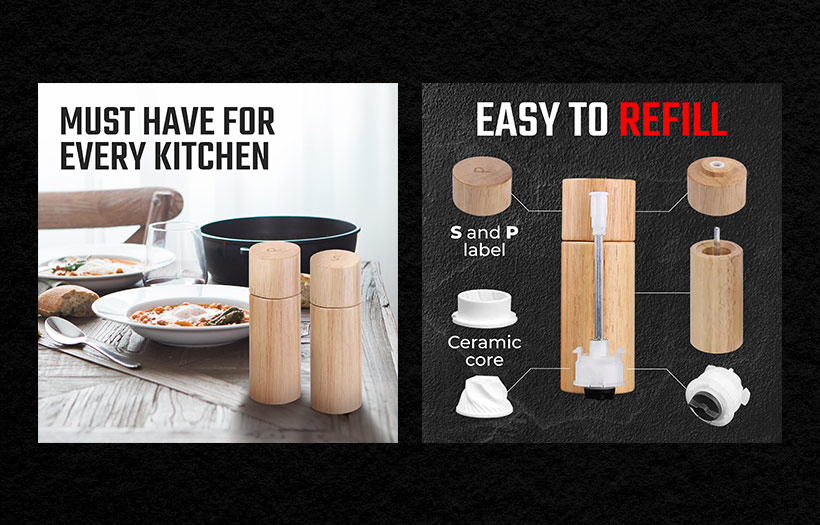 MUST HAVE FOR
EVERY KITCHEN
P
S
EASY TO REFILL
P
S and P
label
Ceramic
core